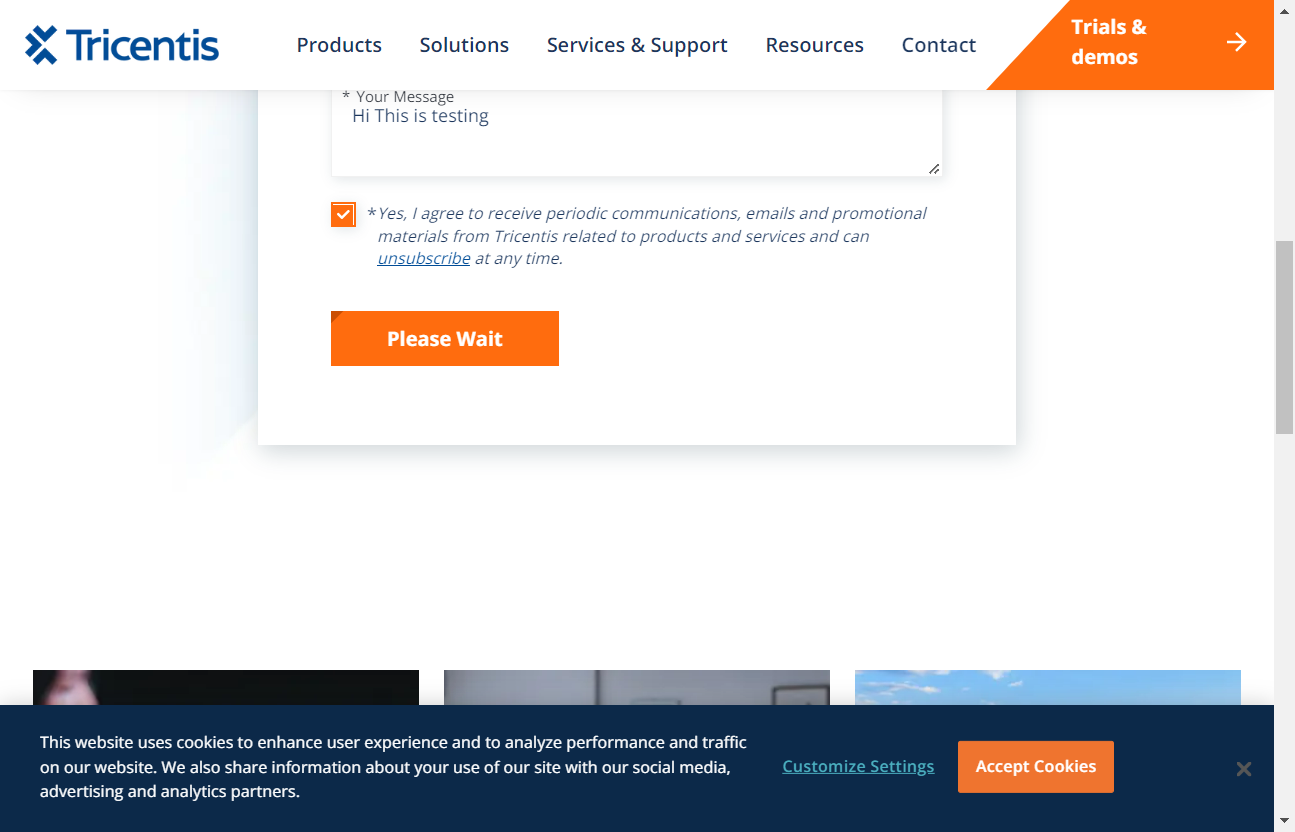 Tricentis
Products
Solutions
Services & Support
Resources
Contact
Trials &
demos
* Your Message
Hi This is testing
*Yes, I agree to receive periodic communications, emails and promotional
materials from Tricentis related to products and services and can
unsubscribe at any time.
Please Wait
This website uses cookies to enhance user experience and to analyze performance and traffic
on our website. We also share information about your use of our site with our social media,
advertising and analytics partners.
Customize Settings
Accept Cookies